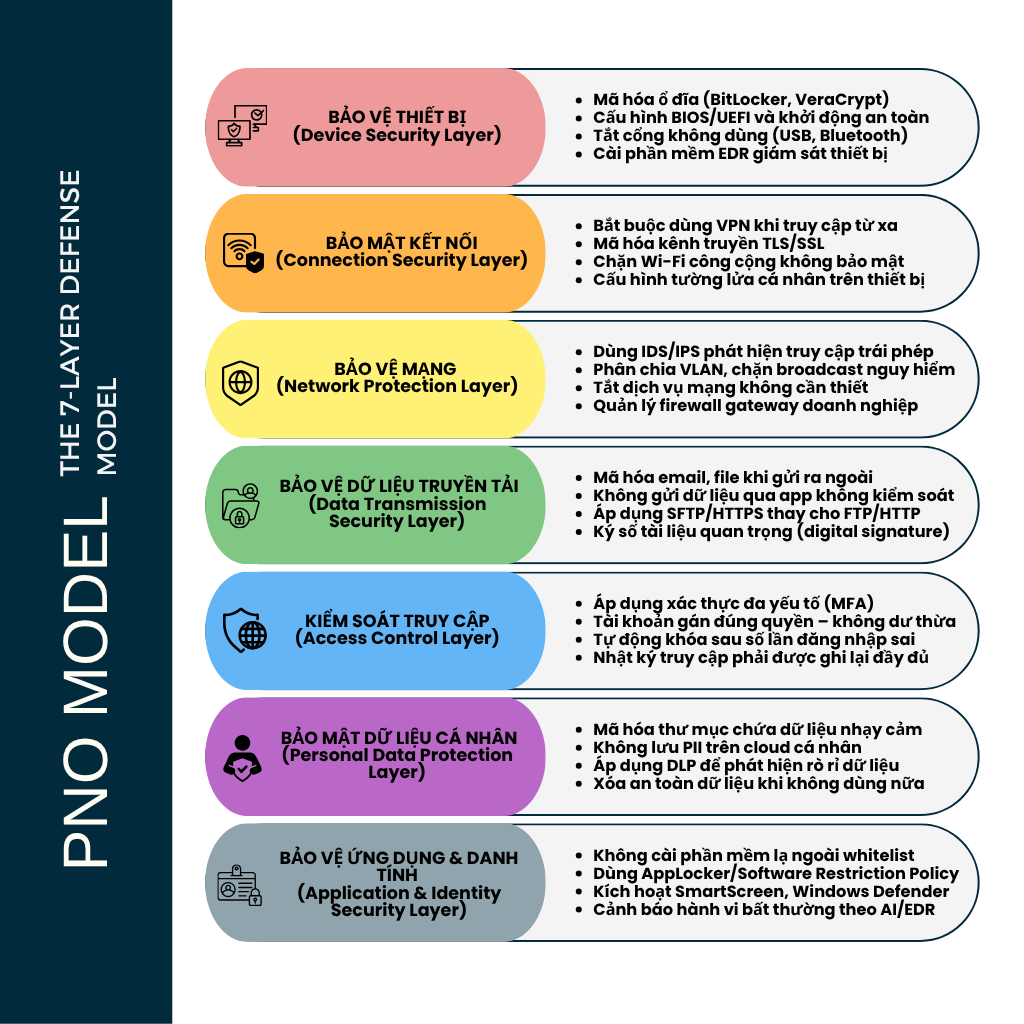 PNO MODEL
THE 7-LAYER DEFENSE
MODEL
BẢO VỆ THIẾT BỊ
(Device Security Layer)
Mã hóa ổ đĩa (BitLocker, VeraCrypt)
Cấu hình BIOS/UEFI và khởi động an toàn
Tắt cổng không dùng (USB, Bluetooth)
Cài phần mềm EDR giám sát thiết bị
BẢO MẬT KẾT NỐI
(Connection Security Layer)
Bắt buộc dùng VPN khi truy cập từ xa
Mã hóa kênh truyền TLS/SSL
Chặn Wi-Fi công cộng không bảo mật
Cấu hình tường lửa cá nhân trên thiết bị
BẢO VỆ MẠNG
(Network Protection Layer)
Dùng IDS/IPS phát hiện truy cập trái phép
Phân chia VLAN, chặn broadcast nguy hiểm
Tắt dịch vụ mạng không cần thiết
Quản lý firewall gateway doanh nghiệp
BẢO VỆ DỮ LIỆU TRUYỀN TẢI
(Data Transmission
Security Layer)
Mã hóa email, file khi gửi ra ngoài
Không gửi dữ liệu qua app không kiểm soát
Áp dụng SFTP/HTTPS thay cho FTP/HTTP
Ký số tài liệu quan trọng (digital signature)
KIỂM SOÁT TRUY CẬP
(Access Control Layer)
Áp dụng xác thực đa yếu tố (MFA)
Tài khoản gán đúng quyền – không dư thừa
Tự động khóa sau số lần đăng nhập sai
Nhật ký truy cập phải được ghi lại đầy đủ
BẢO MẬT DỮ LIỆU CÁ NHÂN
(Personal Data Protection
Layer)
Mã hóa thư mục chứa dữ liệu nhạy cảm
Không lưu PII trên cloud cá nhân
Áp dụng DLP để phát hiện rò rỉ dữ liệu
Xóa an toàn dữ liệu khi không dùng nữa
BẢO VỆ ỨNG DỤNG & DANH
TÍNH
(Application & Identity
Security Layer)
Không cài phần mềm lạ ngoài whitelist
Dùng AppLocker/Software Restriction Policy
Kích hoạt SmartScreen, Windows Defender
Cảnh báo hành vi bất thường theo AI/EDR